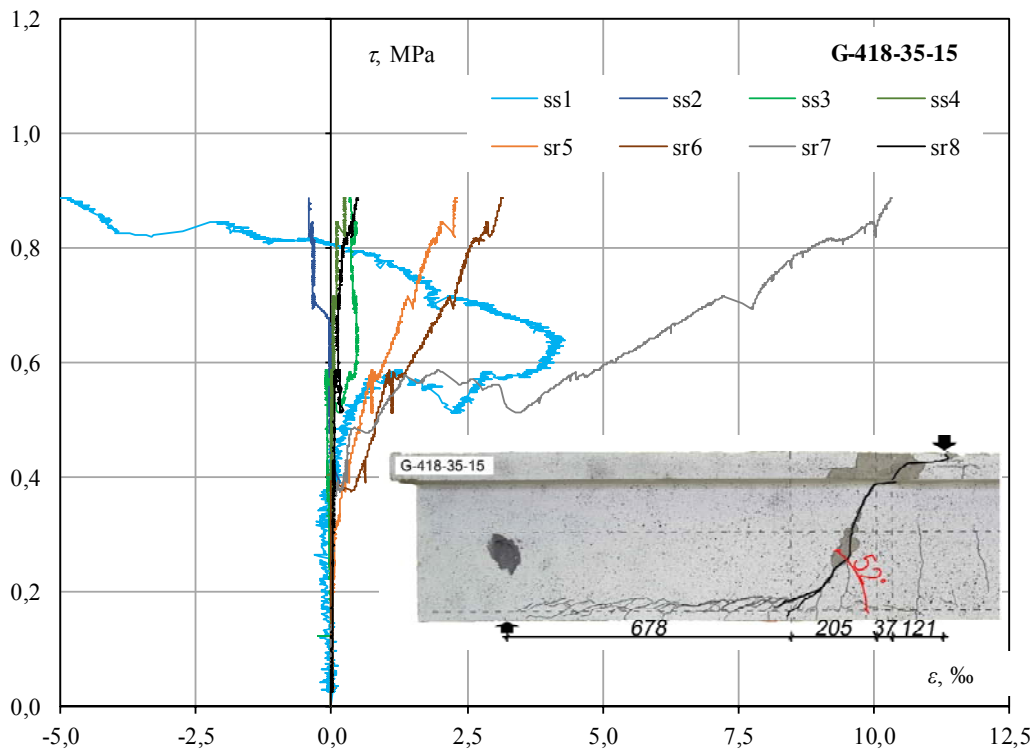 1,2
τ, MPa
G-418-35-15
ss1
ss2
ss3
ss4
1,0
sr5
sr6
sr7
sr8
0,8
0,6
G-418-35-15
0,4
52°
0,2
678
205
37
121
ε, ‰
0,0
-5,0
-2,5
0,0
2,5
5,0
7,5
10,0
12,5